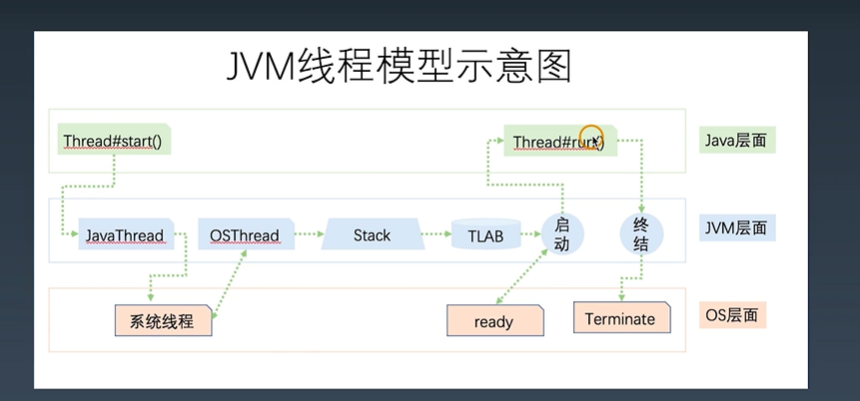 JVM线程模型示意图
Thread#start()
Thread#run()
Java层面
JavaThread
OSThread
Stack
TLAB
启动
终结
JVM层面
系统线程
ready
Terminate
OS层面